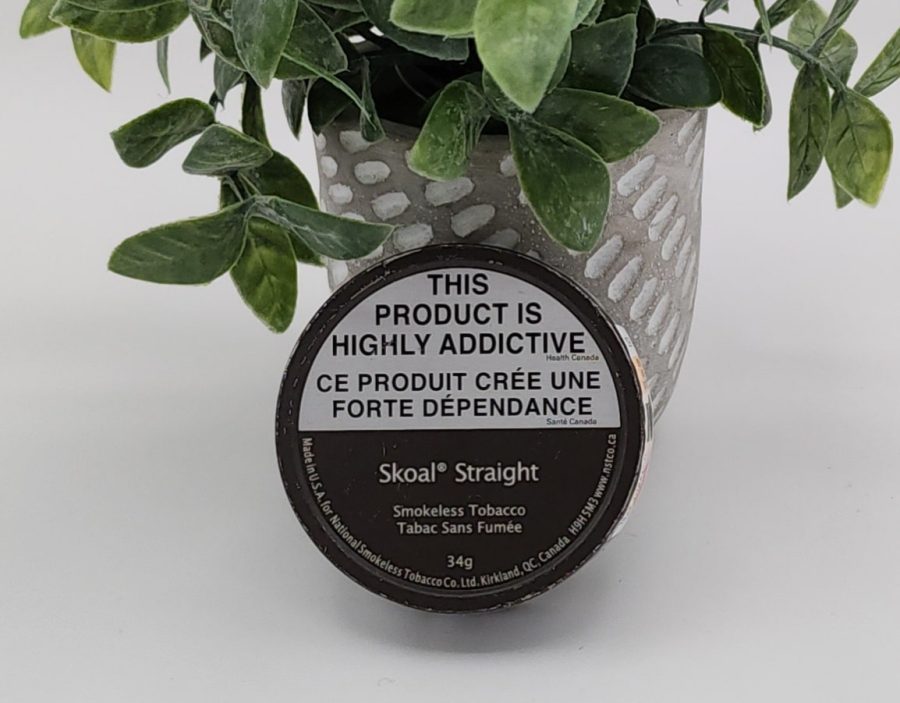 THIS
PRODUCT IS
HIGHLY ADDICTIVE
Health Canada
CE PRODUIT CRÉE UNE
FORTE DÉPENDANCE
Santé Canada
Skoal® Straight
Smokeless Tobacco
Tabac Sans Fumée
34g
Made in U.S.A. for National Smokeless Tobacco Co. Ltd. Kirkland, QC, Canada H9H 5M3 www.nstco.ca